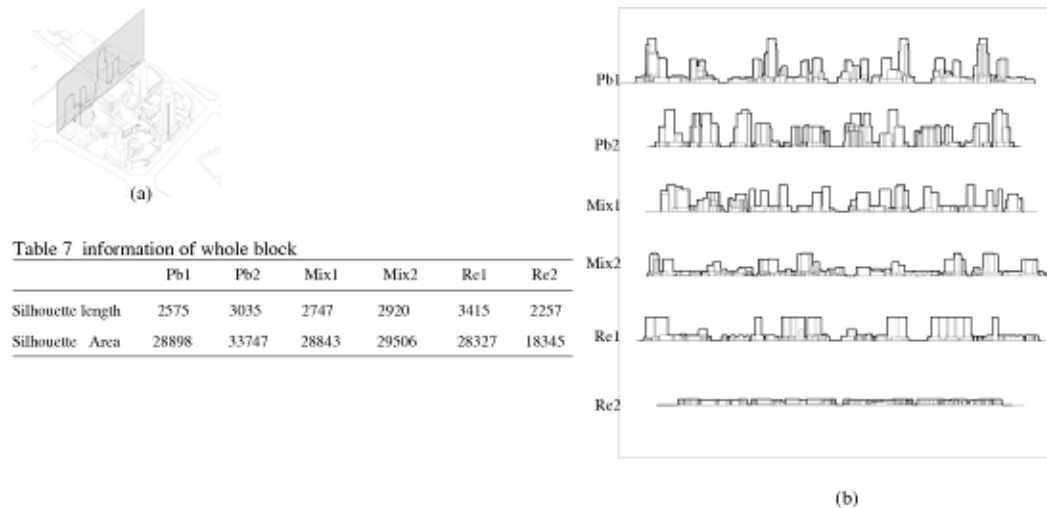 (a)
Table 7 information of whole block
Pb1 Pb2 Mix1 Mix2 Re1 Re2
Silhouette length 2575 3035 2747 2920 3415 2257
Silhouette Area 28898 33747 28843 29506 28327 18345
Pb1
Pb2
Mix1
Mix2
Re1
Re2
(b)